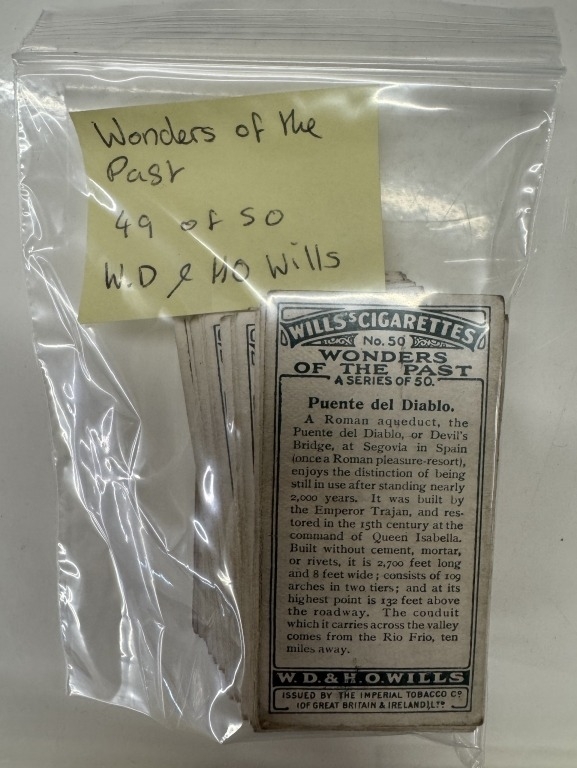 Wonders of the
Past
49 of 50
W.D & HO Wills
WILLS'S CIGARETTES
No. 50
WONDERS
OF THE PAST
A SERIES OF 50.
Puente del Diablo.
A Roman aqueduct, the
Puente del Diablo, or Devil's
Bridge, at Segovia in Spain
(once a Roman pleasure-resort),
enjoys the distinction of being
still in use after standing nearly
2,000 years. It was built by
the Emperor Trajan, and res-
tored in the 15th century at the
command of Queen Isabella.
Built without cement, mortar,
or rivets, it is 2,700 feet long
and 8 feet wide; consists of 109
arches in two tiers; and at its
highest point is 132 feet above
the roadway. The conduit
which it carries across the valley
comes from the Rio Frio, ten
miles away.
W.D. & H.O. WILLS
ISSUED BY THE IMPERIAL TOBACCO Co
(OF GREAT BRITAIN & IRELAND), LTD